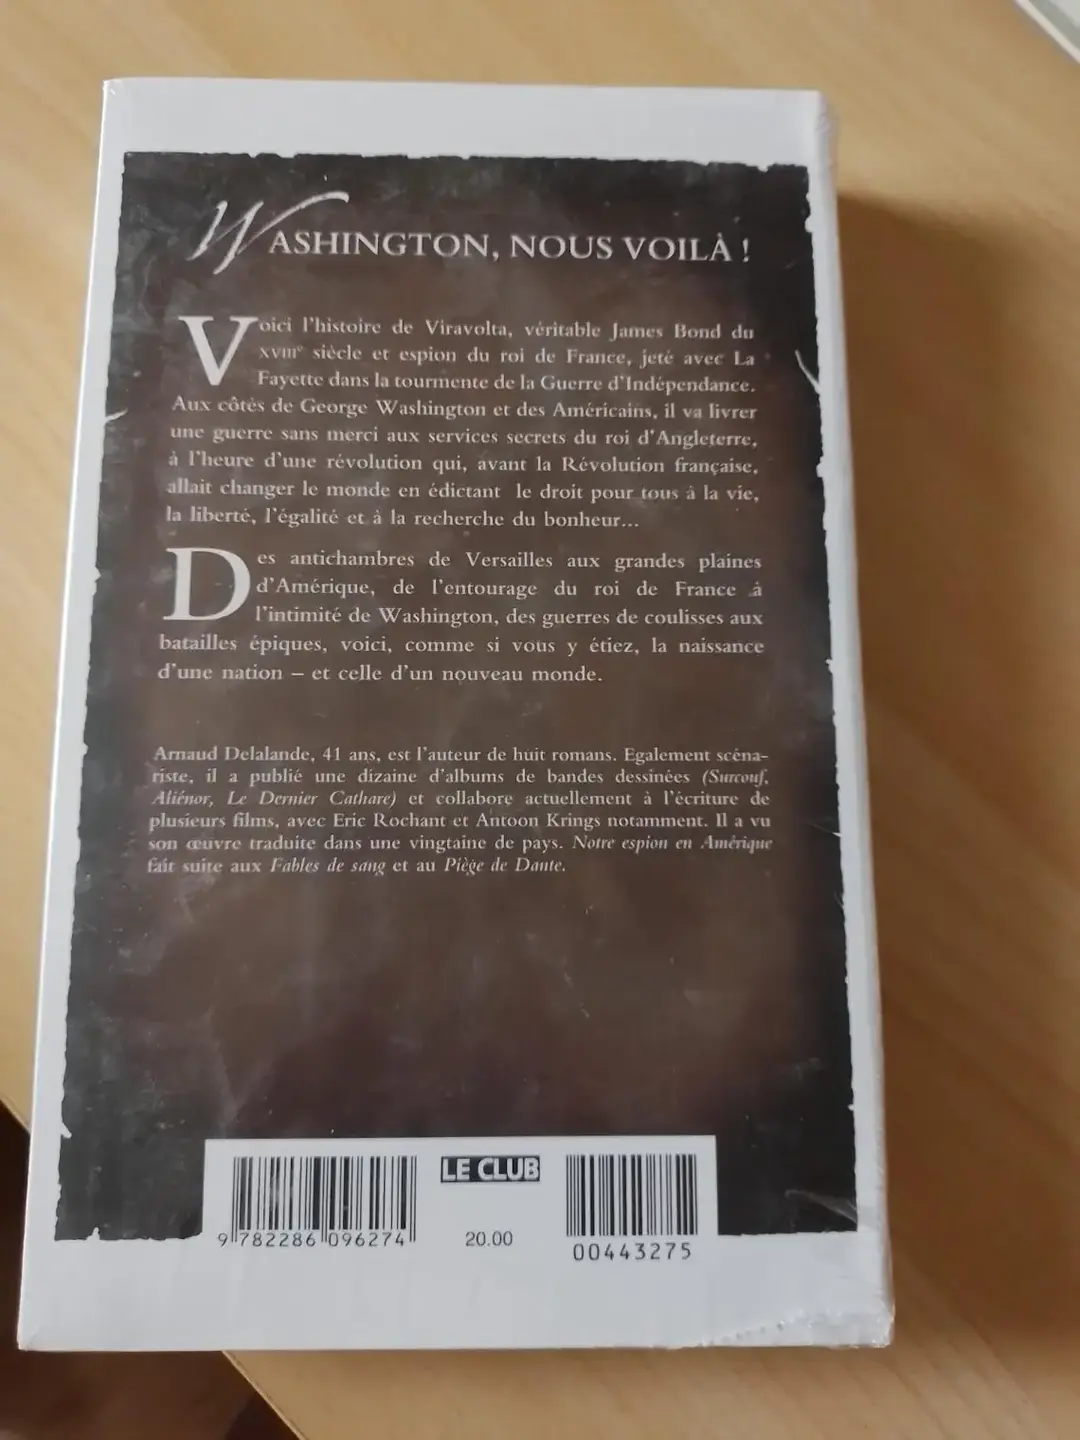 WASHINGTON, NOUS VOILÀ !
Voici l'histoire de Viravolta, véritable James Bond du
XVIIIe siècle et espion du roi de France, jeté avec La
Fayette dans la tourmente de la Guerre d'Indépendance.
Aux côtés de George Washington et des Américains, il va livrer
une guerre sans merci aux services secrets du roi d'Angleterre,
à l'heure d'une révolution qui, avant la Révolution française,
allait changer le monde en édictant le droit pour tous à la vie,
la liberté, l'égalité et à la recherche du bonheur...
Des antichambres de Versailles aux grandes plaines
d'Amérique, de l'entourage du roi de France à
l'intimité de Washington, des guerres de coulisses aux
batailles épiques, voici, comme si vous y étiez, la naissance
d'une nation – et celle d'un nouveau monde.
Arnaud Delalande, 41 ans, est l'auteur de huit romans. Egalement scéna-
riste, il a publié une dizaine d'albums de bandes dessinées (Surcouf,
Aliénor, Le Dernier Cathare) et collabore actuellement à l'écriture de
plusieurs films, avec Eric Rochant et Antoon Krings notamment. Il a vu
son œuvre traduite dans une vingtaine de pays. Notre espion en Amérique
fait suite aux Fables de sang et au Piège de Dante.
LE CLUB
9 782286 096274
20.00
00443275